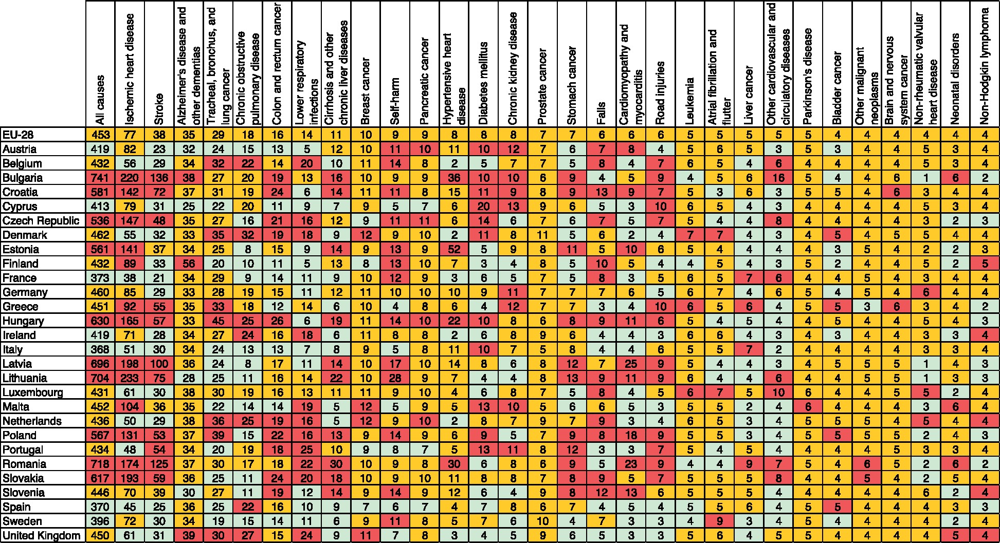 All causes
Ischemic heart disease
Stroke
Alzheimer's disease and
other dementias
Tracheal, bronchus, and
lung cancer
Chronic obstructive
pulmonary disease
Colon and rectum cancer
Lower respiratory
infections
Cirrhosis and other
chronic liver diseases
Breast cancer
Self-harm
Pancreatic cancer
Hypertensive heart
disease
Diabetes mellitus
Chronic kidney disease
Prostate cancer
Stomach cancer
Falls
Cardiomyopathy and
myocarditis
Road injuries
Leukemia
Atrial fibrillation and
flutter
Liver cancer
Other cardiovascular and
circulatory diseases
Parkinson's disease
Bladder cancer
Other malignant
neoplasms
Brain and nervous
system cancer
Non-rheumatic valvular
heart disease
Neonatal disorders
Non-Hodgkin lymphoma
EU-28 453 77 38 35 29 18 16 14 11 10 9 9 8 8 8 7 7 6 6 6 5 5 5 5 5 4 4 4 4 4 4
Austria 419 82 23 32 24 15 13 5 12 10 11 10 11 10 12 7 6 7 8 4 5 6 5 3 5 3 4 4 5 3 4
Belgium 432 56 29 34 32 22 14 20 10 11 14 8 2 5 7 7 5 8 4 7 6 5 4 6 4 4 4 4 5 3 4
Bulgaria 741 220 136 38 27 20 19 13 16 10 9 9 36 10 10 6 9 4 5 9 4 5 6 16 5 4 4 6 1 6 2
Croatia 581 142 72 37 31 19 24 6 14 11 11 8 15 11 9 8 9 13 9 7 5 3 6 3 5 5 4 6 3 4 4
Cyprus 413 79 31 25 22 20 11 9 7 9 5 7 6 20 13 9 6 5 3 10 6 5 4 3 4 4 4 4 5 3 4
Czech Republic 536 147 48 35 27 16 21 16 12 9 11 11 6 14 6 7 6 7 5 7 5 4 4 8 4 4 4 4 3 2 3
Denmark 462 55 32 33 35 32 19 18 9 12 9 10 2 11 8 11 5 6 2 4 7 7 4 3 4 5 4 5 5 4 4
Estonia 561 141 37 34 25 8 15 9 14 9 13 9 52 5 9 8 11 5 10 6 5 4 4 4 4 3 5 4 2 2 3
Finland 432 89 33 56 20 10 11 5 13 8 13 10 7 3 4 8 5 10 5 4 4 5 4 3 5 2 4 4 5 2 5
France 373 38 21 34 29 9 14 11 9 10 12 9 3 6 5 7 5 8 3 5 6 5 7 6 4 4 5 4 3 4 4
Germany 460 85 29 33 28 19 15 11 12 11 10 10 10 9 11 7 7 7 6 5 6 7 4 6 5 4 5 4 6 4 4
Greece 451 92 55 35 33 18 12 14 6 10 4 8 6 4 12 7 7 3 4 10 6 5 6 4 5 5 3 6 3 4 2
Hungary 630 165 57 33 45 25 26 6 19 11 14 10 22 10 8 6 8 9 11 6 5 4 5 4 4 5 4 4 5 4 3
Ireland 419 71 28 34 27 24 16 18 6 11 8 8 2 6 8 9 6 4 4 3 6 6 4 3 4 3 4 4 3 3 4
Italy 368 51 30 34 24 13 13 7 8 9 5 8 11 10 7 5 8 4 4 6 5 5 7 2 4 4 4 4 3 3 4
Latvia 696 198 100 36 24 8 17 11 14 10 17 10 14 8 6 8 12 7 25 9 5 4 4 3 4 5 5 5 1 4 3
Lithuania 704 233 75 28 25 11 16 14 22 10 28 9 7 4 4 8 13 9 11 9 6 4 4 6 4 4 5 5 1 3 3
Luxembourg 431 61 30 38 30 19 16 13 11 11 9 10 4 6 8 7 5 8 4 5 6 7 5 10 6 4 4 5 5 2 4
Malta 452 104 36 35 22 14 14 19 5 12 5 9 5 13 10 5 6 6 5 3 5 5 2 4 6 4 4 4 3 6 4
Netherlands 436 50 29 38 36 25 19 16 5 12 9 10 2 8 7 9 7 9 3 4 6 5 3 4 5 5 5 4 5 4 4
Poland 567 131 53 37 39 15 22 16 13 9 14 9 6 9 5 7 9 8 18 9 5 5 3 4 5 5 5 5 2 4 3
Portugal 434 48 54 34 20 19 18 25 10 9 8 7 5 13 11 8 12 3 3 7 5 4 5 4 4 4 4 5 3 3 4
Romania 718 174 125 37 30 17 18 22 30 10 9 8 30 6 8 6 9 5 23 9 4 4 9 7 5 4 6 5 2 6 2
Slovakia 617 193 59 36 25 11 24 20 18 10 9 10 11 8 8 7 8 9 5 7 5 5 5 8 4 4 5 4 2 5 4
Slovenia 446 70 39 30 27 11 19 12 14 9 14 9 12 6 4 9 8 12 13 6 5 5 5 4 4 4 4 4 6 2 4
Spain 370 45 25 36 25 22 16 10 9 7 6 7 4 7 8 6 7 4 5 4 5 5 6 4 5 5 4 4 4 3 3
Sweden 396 72 30 34 19 15 14 11 6 9 11 8 5 7 6 10 4 7 3 3 4 9 3 4 5 4 4 4 4 2 4
United Kingdom 450 61 31 39 30 27 15 24 9 11 7 8 3 4 5 9 6 5 3 3 5 6 4 5 5 4 4 4 4 5 4